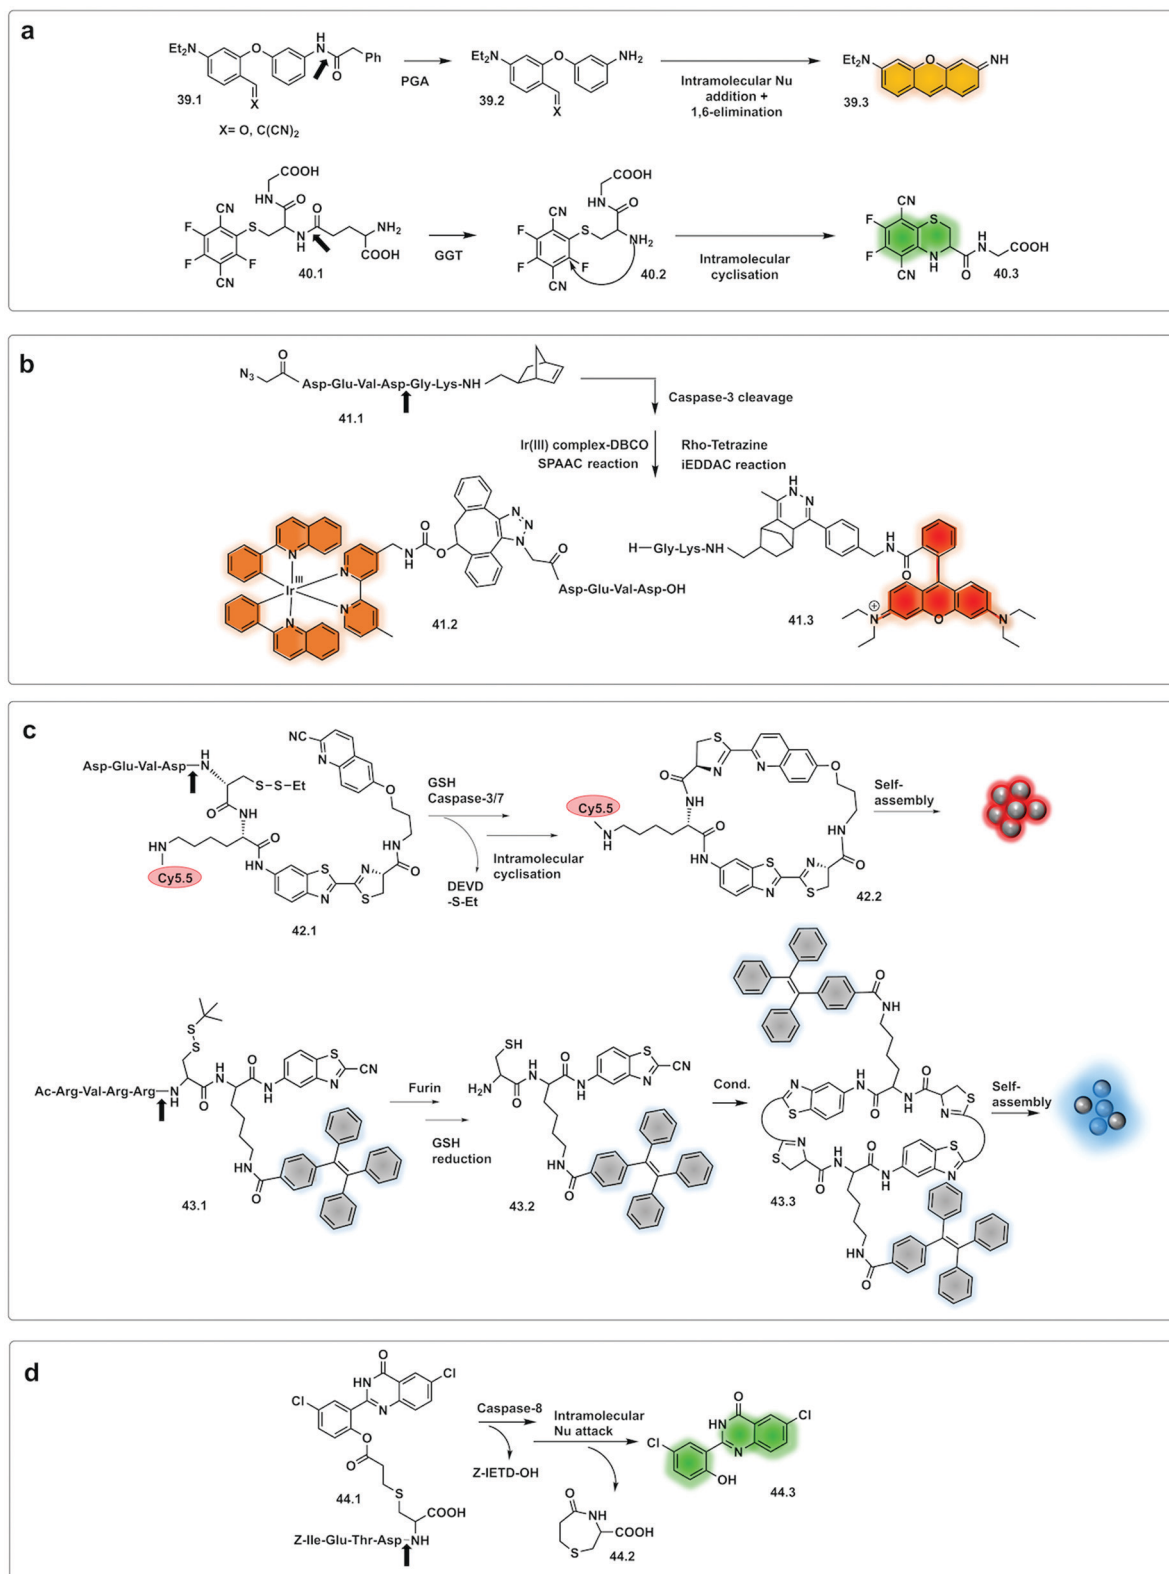 a
Et₂N
O
H
N
O
Ph
X
39.1
X= O, C(CN)₂
PGA
Et₂N
O
NH₂
X
39.2
Intramolecular Nu
addition +
1,6-elimination
Et₂N
O
NH
39.3
COOH
HN
O
O
CN
F
S
N
H
NH₂
COOH
F
F
CN
40.1
GGT
COOH
HN
O
CN
F
S
NH₂
F
F
CN
40.2
Intramolecular
cyclisation
CN
F
S
F
N
H
CN
O
H
N
COOH
40.3
b
N₃
O
Asp-Glu-Val-Asp-Gly-Lys-NH
41.1
Caspase-3 cleavage
Ir(III) complex-DBCO
SPAAC reaction
Rho-Tetrazine
iEDDAC reaction
N
N
Ir
III
N
N
NH
O
O
N
N
N
O
Asp-Glu-Val-Asp-OH
41.2
H
N
N
H-Gly-Lys-NH
NH
O
N
⊕
O
N
41.3
c
Asp-Glu-Val-Asp
H
N
S-S-Et
O
NH
O
HN
Cy5.5
NH
S
N
N
S
O
HN
O
N
NC
42.1
GSH
Caspase-3/7
DEVD
-S-Et
Intramolecular
cyclisation
S
N
N
O
O
NH
Cy5.5
N
H
O
NH
S
N
N
S
O
NH
42.2
Self-
assembly
S
S
Ac-Arg-Val-Arg-Arg
N
H
O
H
N
O
H
N
S
N
CN
HN
O
43.1
Furin
GSH
reduction
SH
H₂N
O
H
N
O
H
N
S
N
CN
HN
O
43.2
Cond.
O
NH
N
S
H
N
O
N
H
O
S
N
N
S
O
H
N
O
N
H
S
N
NH
O
43.3
Self-
assembly
d
O
Cl
HN
Cl
N
O
O
S
COOH
Z-Ile-Glu-Thr-Asp-NH
44.1
Caspase-8
Z-IETD-OH
Intramolecular
Nu attack
O
NH
COOH
S
44.2
O
HN
Cl
Cl
N
OH
44.3